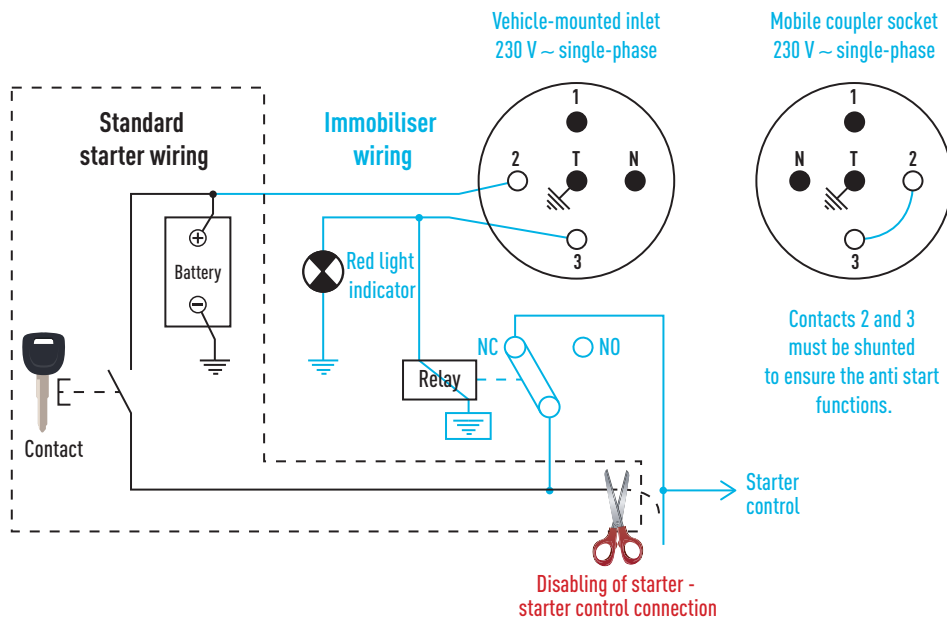 Vehicle-mounted inlet
230 V ~ single-phase
Mobile coupler socket
230 V ~ single-phase
Standard
starter wiring
Immobiliser
wiring
1
2
T
N
3
1
N
T
2
3
Battery
Red light
indicator
Contacts 2 and 3
must be shunted
to ensure the anti start
functions.
NC
NO
Relay
Contact
Starter
control
Disabling of starter -
starter control connection